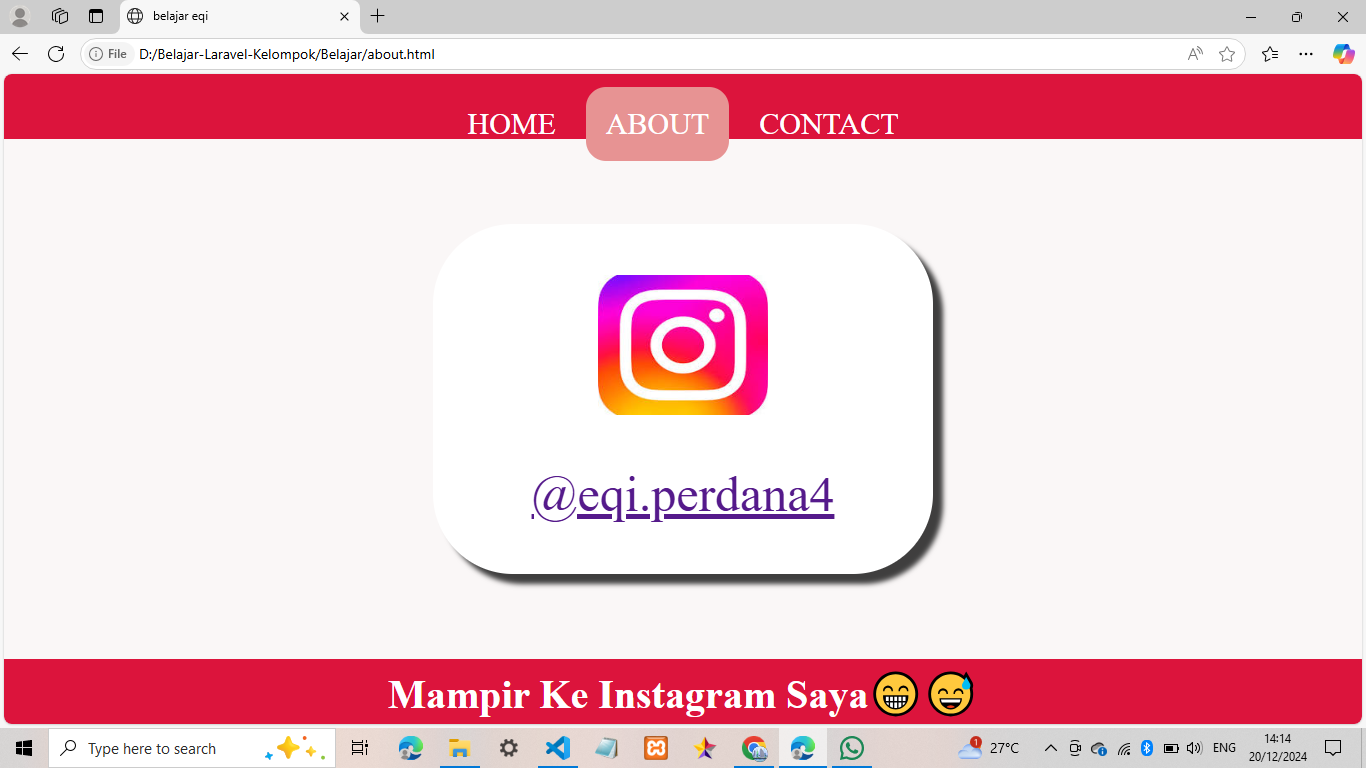 belajar eqi
File
D:/Belajar-Laravel-Kelompok/Belajar/about.html
HOME ABOUT CONTACT
@eqi.perdana4
Mampir Ke Instagram Saya😁 😅
Type here to search
1
27°C
ENG
14:14
20/12/2024